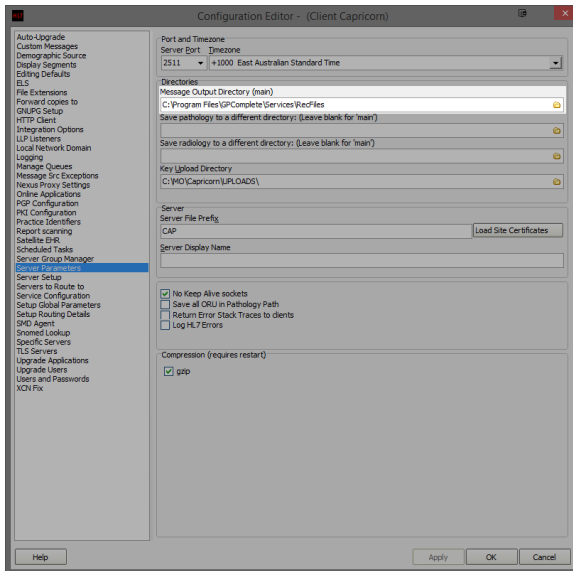 Configuration Editor - (Client Capricorn)
Auto-Upgrade
Custom Messages
Demographic Source
Display Segments
Editing Defaults
ELS
File Extensions
Forward copies to
GNUPG Setup
HTTP Client
Integration Options
LLP Listeners
Local Network Domain
Logging
Manage Queues
Message Src Exceptions
Nexus Proxy Settings
Online Applications
PGP Configuration
PKI Configuration
Practice Identifiers
Report scanning
Satellite EHR
Scheduled Tasks
Server Group Manager
Server Parameters
Server Setup
Servers to Route to
Service Configuration
Setup Global Parameters
Setup Routing Details
SMD Agent
Snomed Lookup
Specific Servers
TLS Servers
Upgrade Applications
Upgrade Users
Users and Passwords
XCN Fix
Port and Timezone
Server Port Timezone
2511 +1000 East Australian Standard Time
Directories
Message Output Directory (main)
C:\Program Files\GPComplete\Services\RecFiles
Save pathology to a different directory: (Leave blank for 'main')
Save radiology to a different directory: (Leave blank for 'main')
Key Upload Directory
C:\MO\Capricorn\UPLOADS\
Server
Server File Prefix
CAP Load Site Certificates
Server Display Name
No Keep Alive sockets
Save all ORU in Pathology Path
Return Error Stack Traces to clients
Log HL7 Errors
Compression (requires restart)
gzip
Help Apply OK Cancel